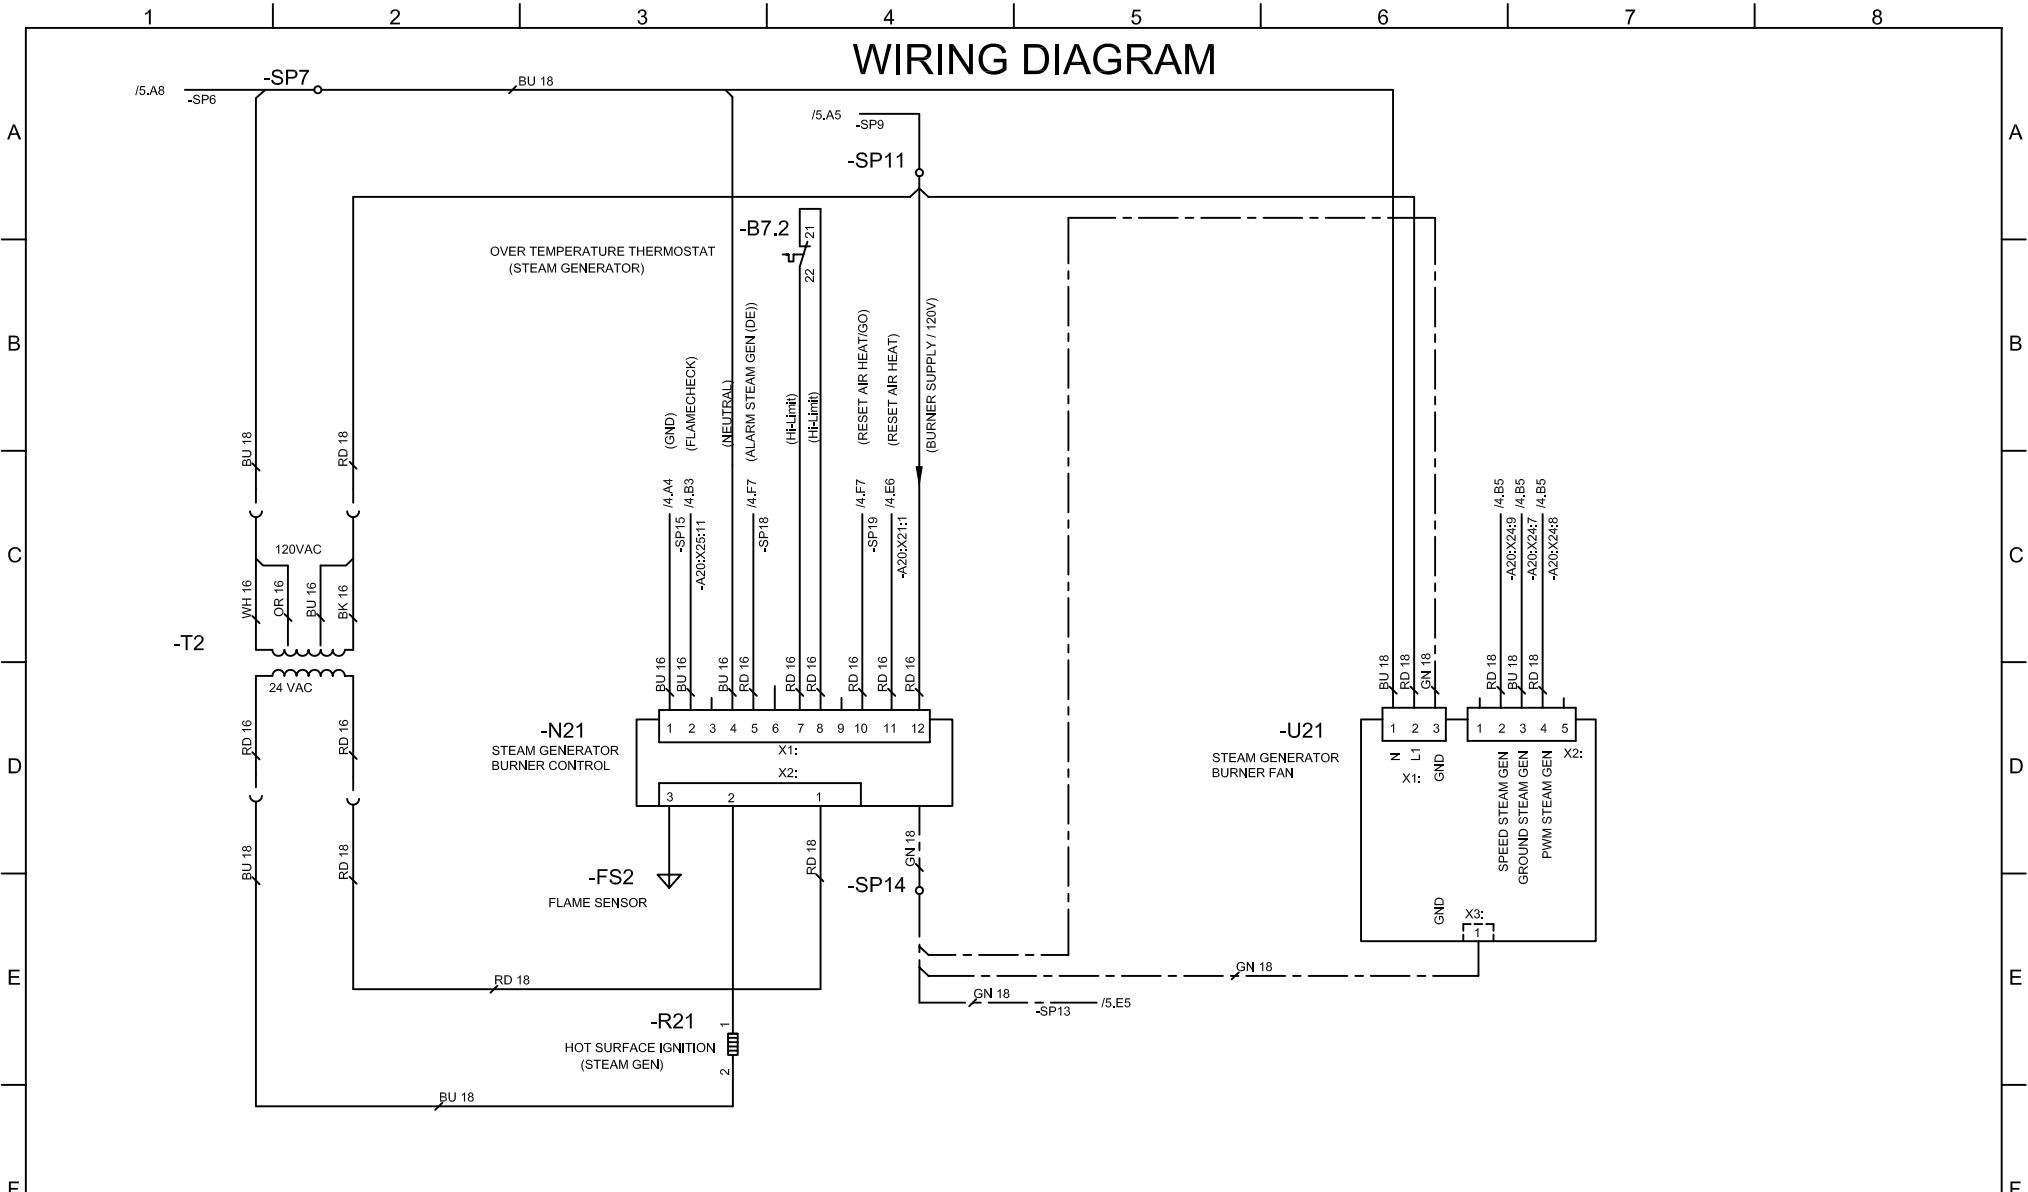 1 2 3 4 5 6 7 8
WIRING DIAGRAM
A
A
B
B
C
C
D
D
E
E
F
F
/5.A8
-SP6
-SP7
BU 18
/5.A5
-SP9
-SP11
-B7.2
21
22
OVER TEMPERATURE THERMOSTAT
(STEAM GENERATOR)
(GND)
(FLAMECHECK)
(NEUTRAL)
(ALARM STEAM GEN (DE))
(Hi-Limit)
(Hi-Limit)
(RESET AIR HEAT/GO)
(RESET AIR HEAT)
(BURNER SUPPLY / 120V)
BU 18
RD 18
/4.A4
-SP15
/4.B3
-A20:X25:11
/4.F7
-SP18
/4.F7
-SP19
/4.E6
-A20:X21:1
/4.B5
-A20:X24:9
/4.B5
-A20:X24:7
/4.B5
-A20:X24:8
120VAC
WH 16
OR 16
BU 16
BK 16
-T2
24 VAC
BU 16
BU 16
BU 16
RD 16
RD 16
RD 16
RD 16
RD 16
RD 16
BU 18
RD 18
GN 18
RD 18
BU 18
RD 18
RD 16
RD 16
-N21
STEAM GENERATOR
BURNER CONTROL
1 2 3 4 5 6 7 8 9 10 11 12
X1:
X2:
3 2 1
-U21
STEAM GENERATOR
BURNER FAN
1 2 3
N
L1
GND
X1:
1 2 3 4 5
X2:
SPEED STEAM GEN
GROUND STEAM GEN
PWM STEAM GEN
GND
X3:
1
BU 18
RD 18
-FS2
FLAME SENSOR
RD 18
GN 18
-SP14
RD 18
GN 18
GN 18
-SP13
/5.E5
-R21
1
2
HOT SURFACE IGNITION
(STEAM GEN)
BU 18